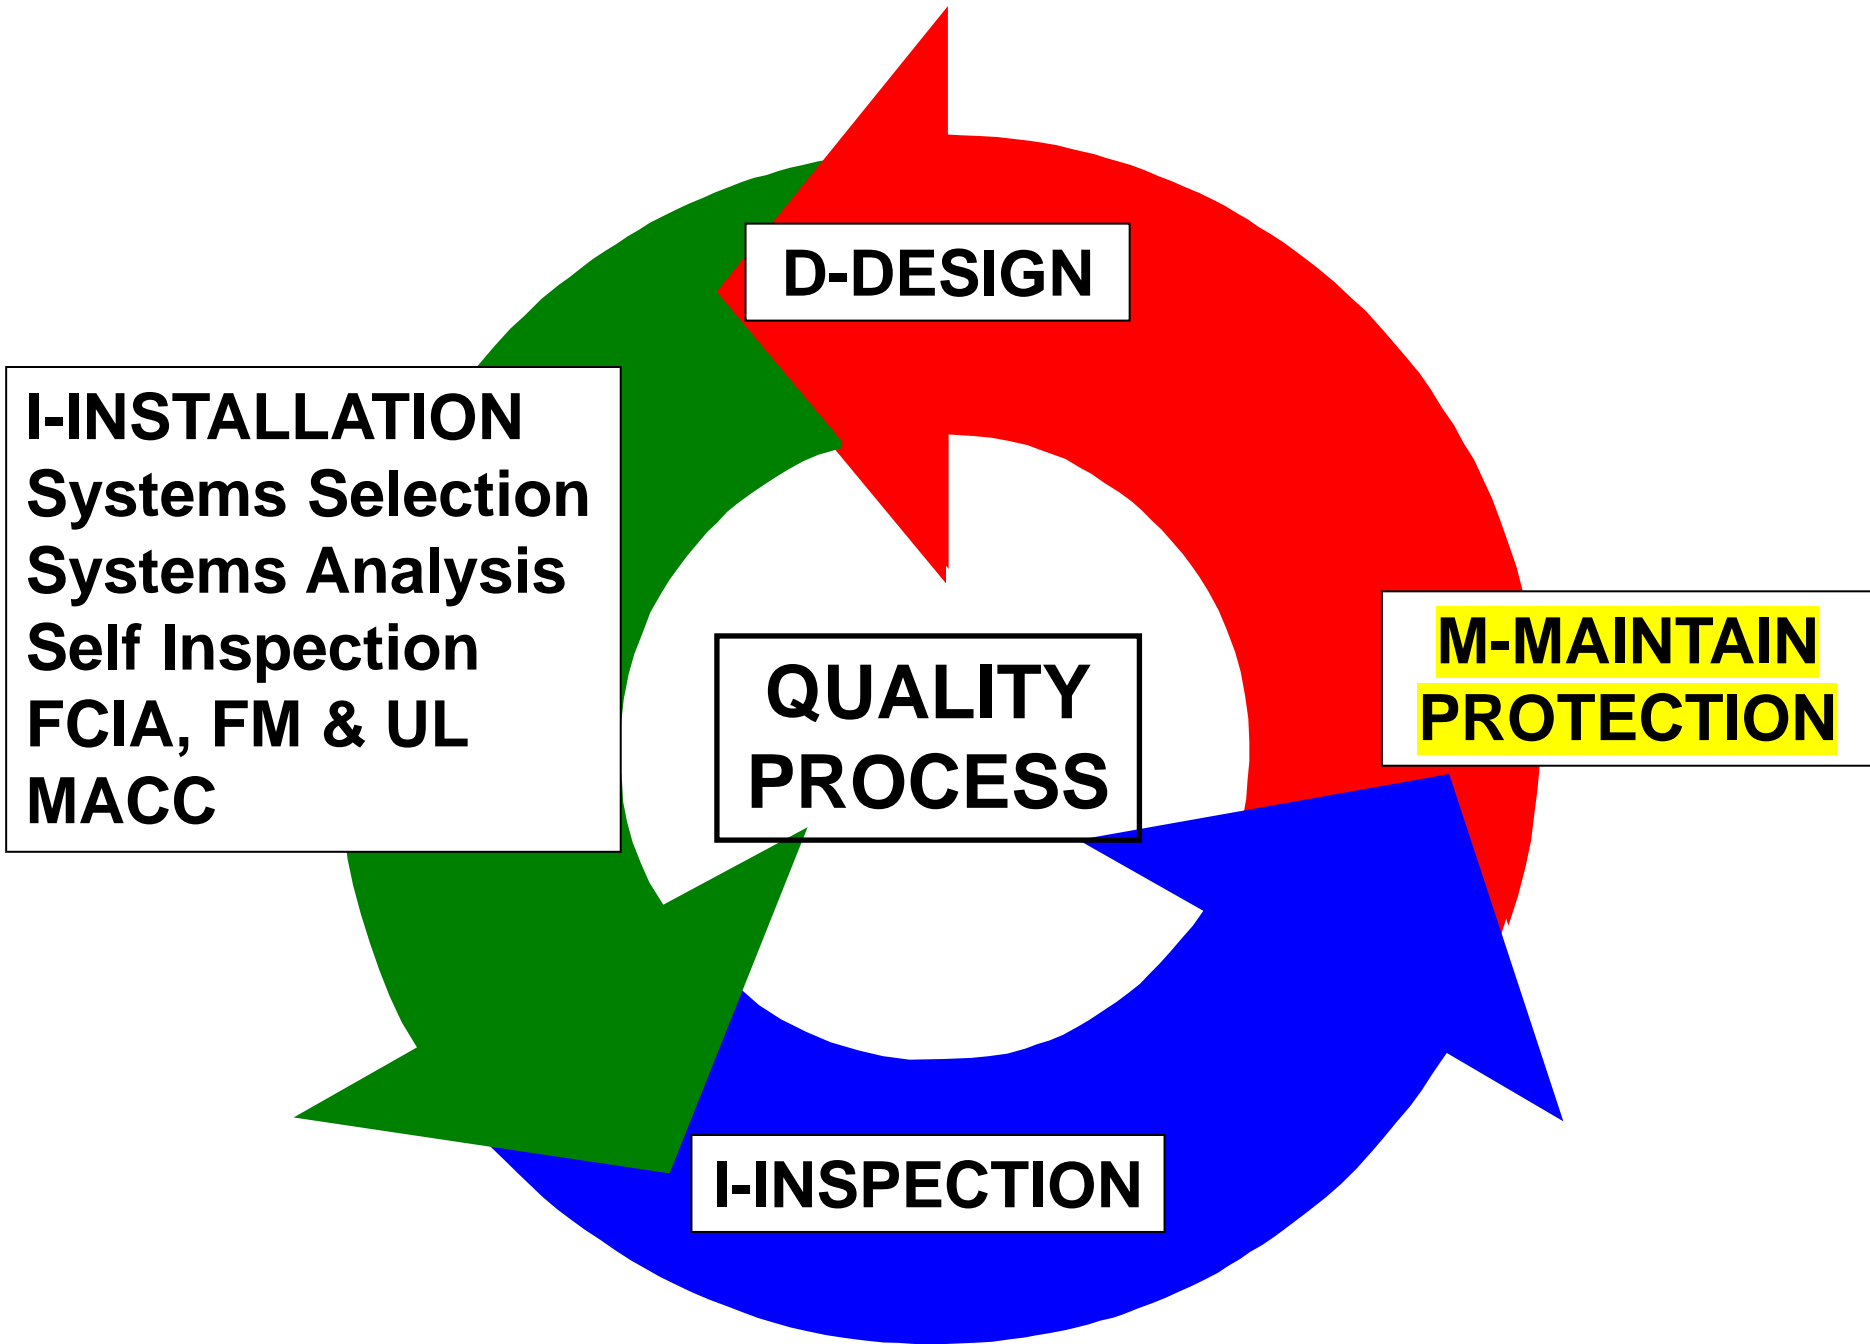 D-DESIGN
I-INSTALLATION
Systems Selection
Systems Analysis
Self Inspection
FCIA, FM & UL
MACC
QUALITY
PROCESS
M-MAINTAIN
PROTECTION
I-INSPECTION